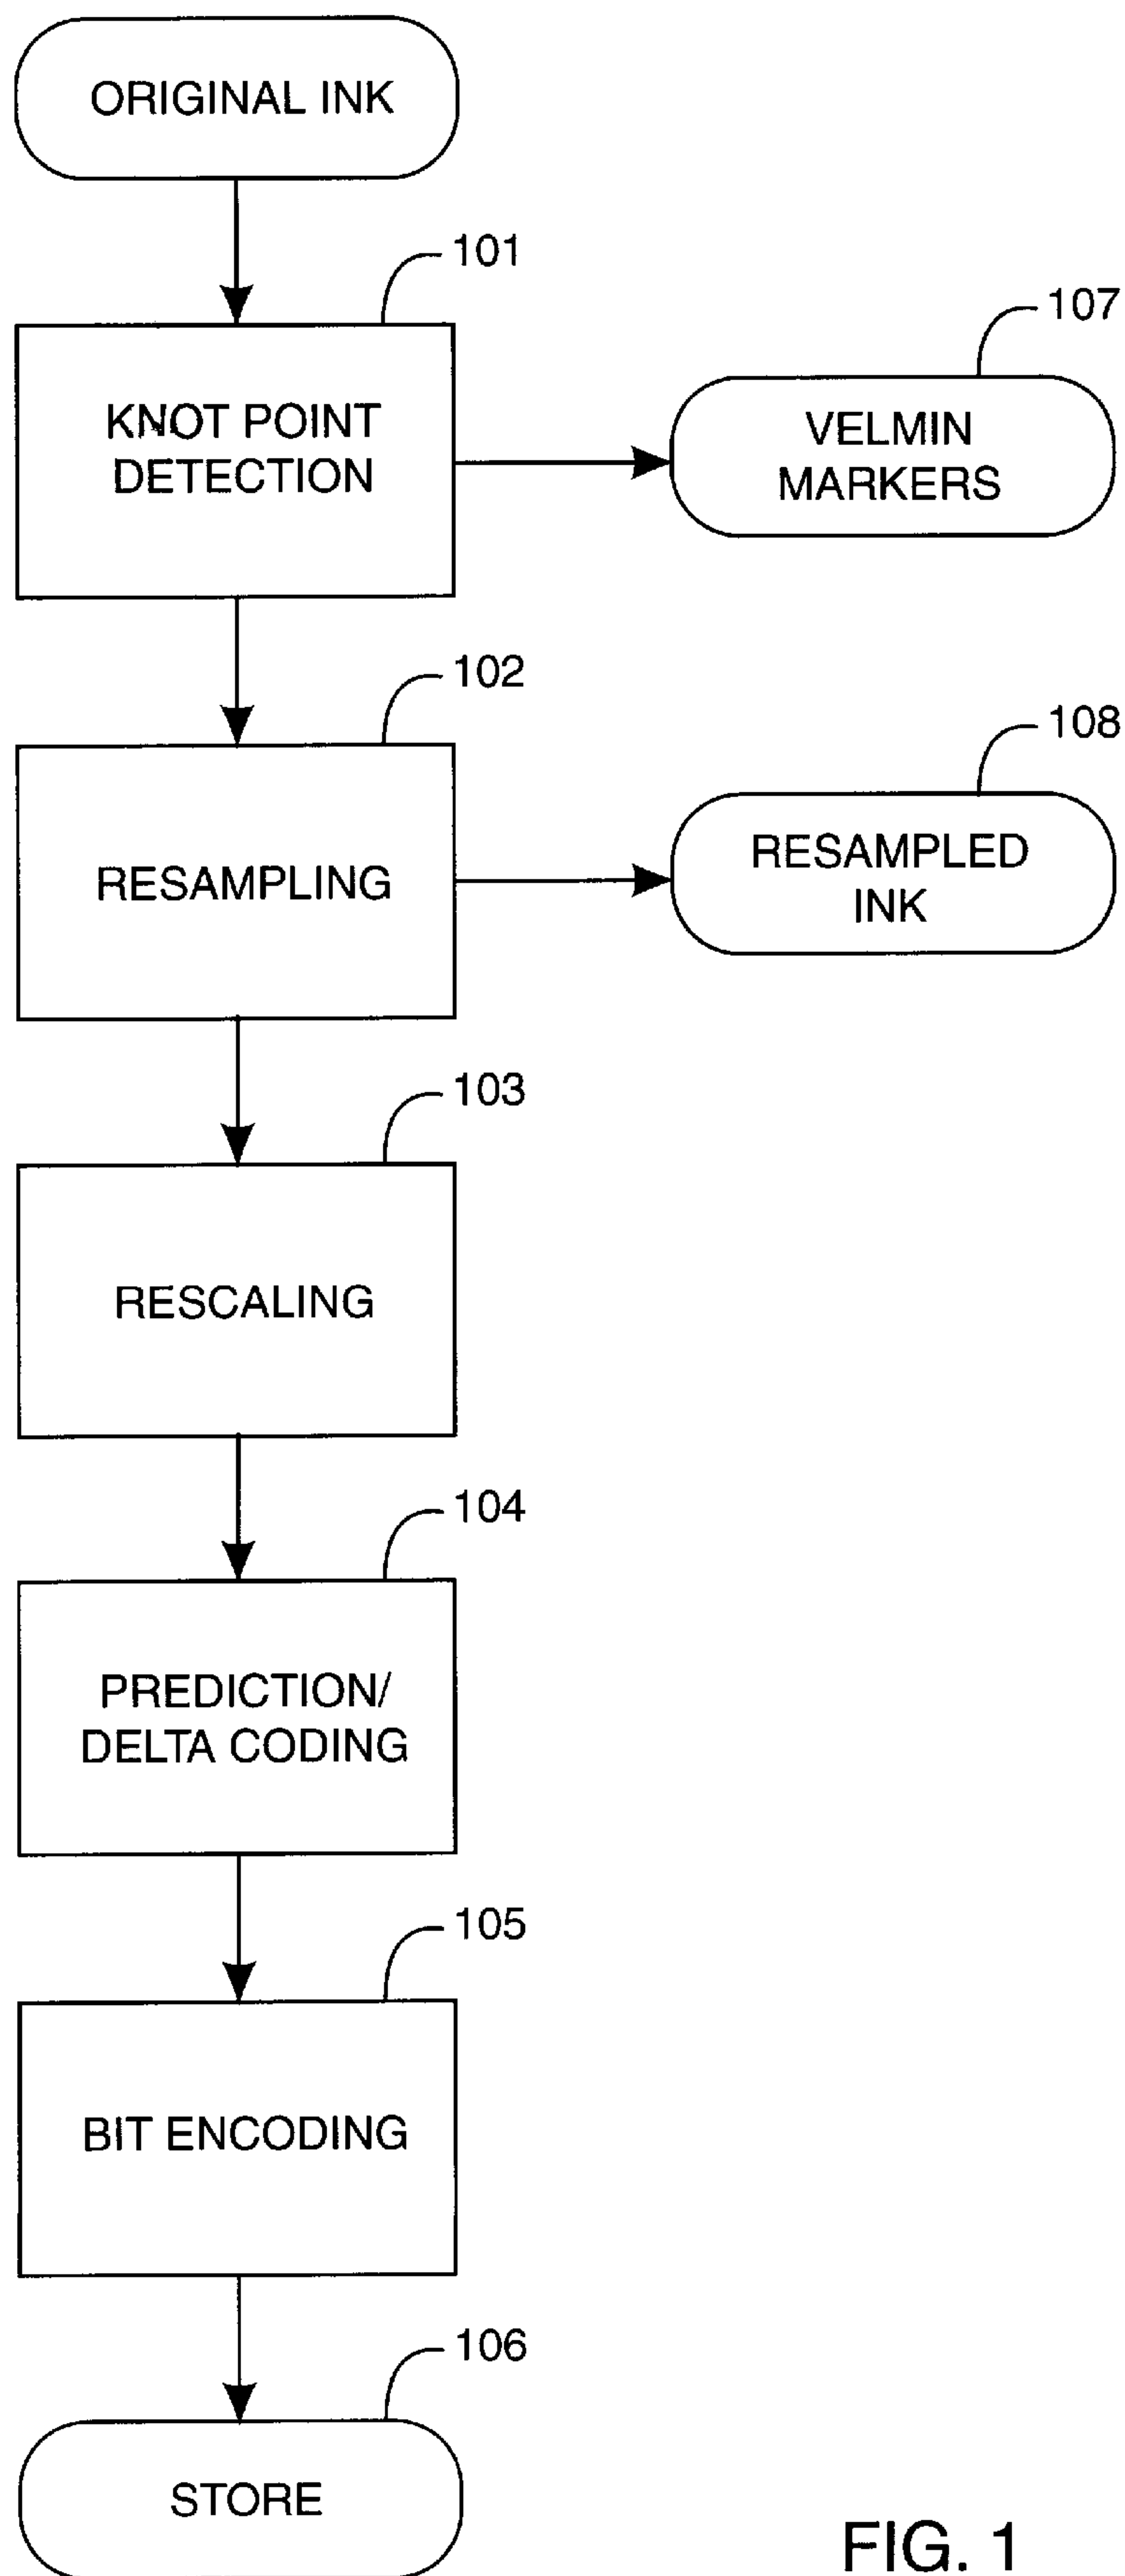 ORIGINAL INK
101
KNOT POINT
DETECTION
107
VELMIN
MARKERS
102
RESAMPLING
108
RESAMPLED
INK
103
RESCALING
104
PREDICTION/
DELTA CODING
105
BIT ENCODING
106
STORE
FIG. 1